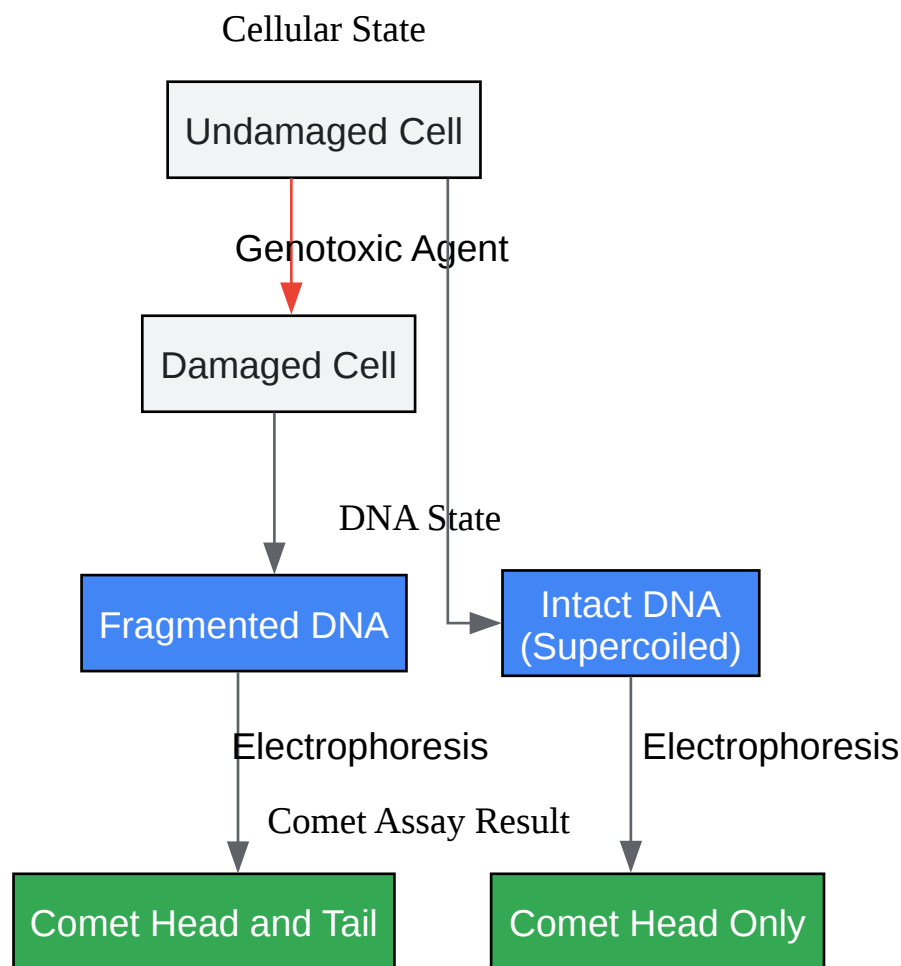 Cellular State
Undamaged Cell
Genotoxic Agent
Damaged Cell
DNA State
Fragmented DNA
Intact DNA
(Supercoiled)
Electrophoresis
Electrophoresis
Comet Assay Result
Comet Head and Tail
Comet Head Only